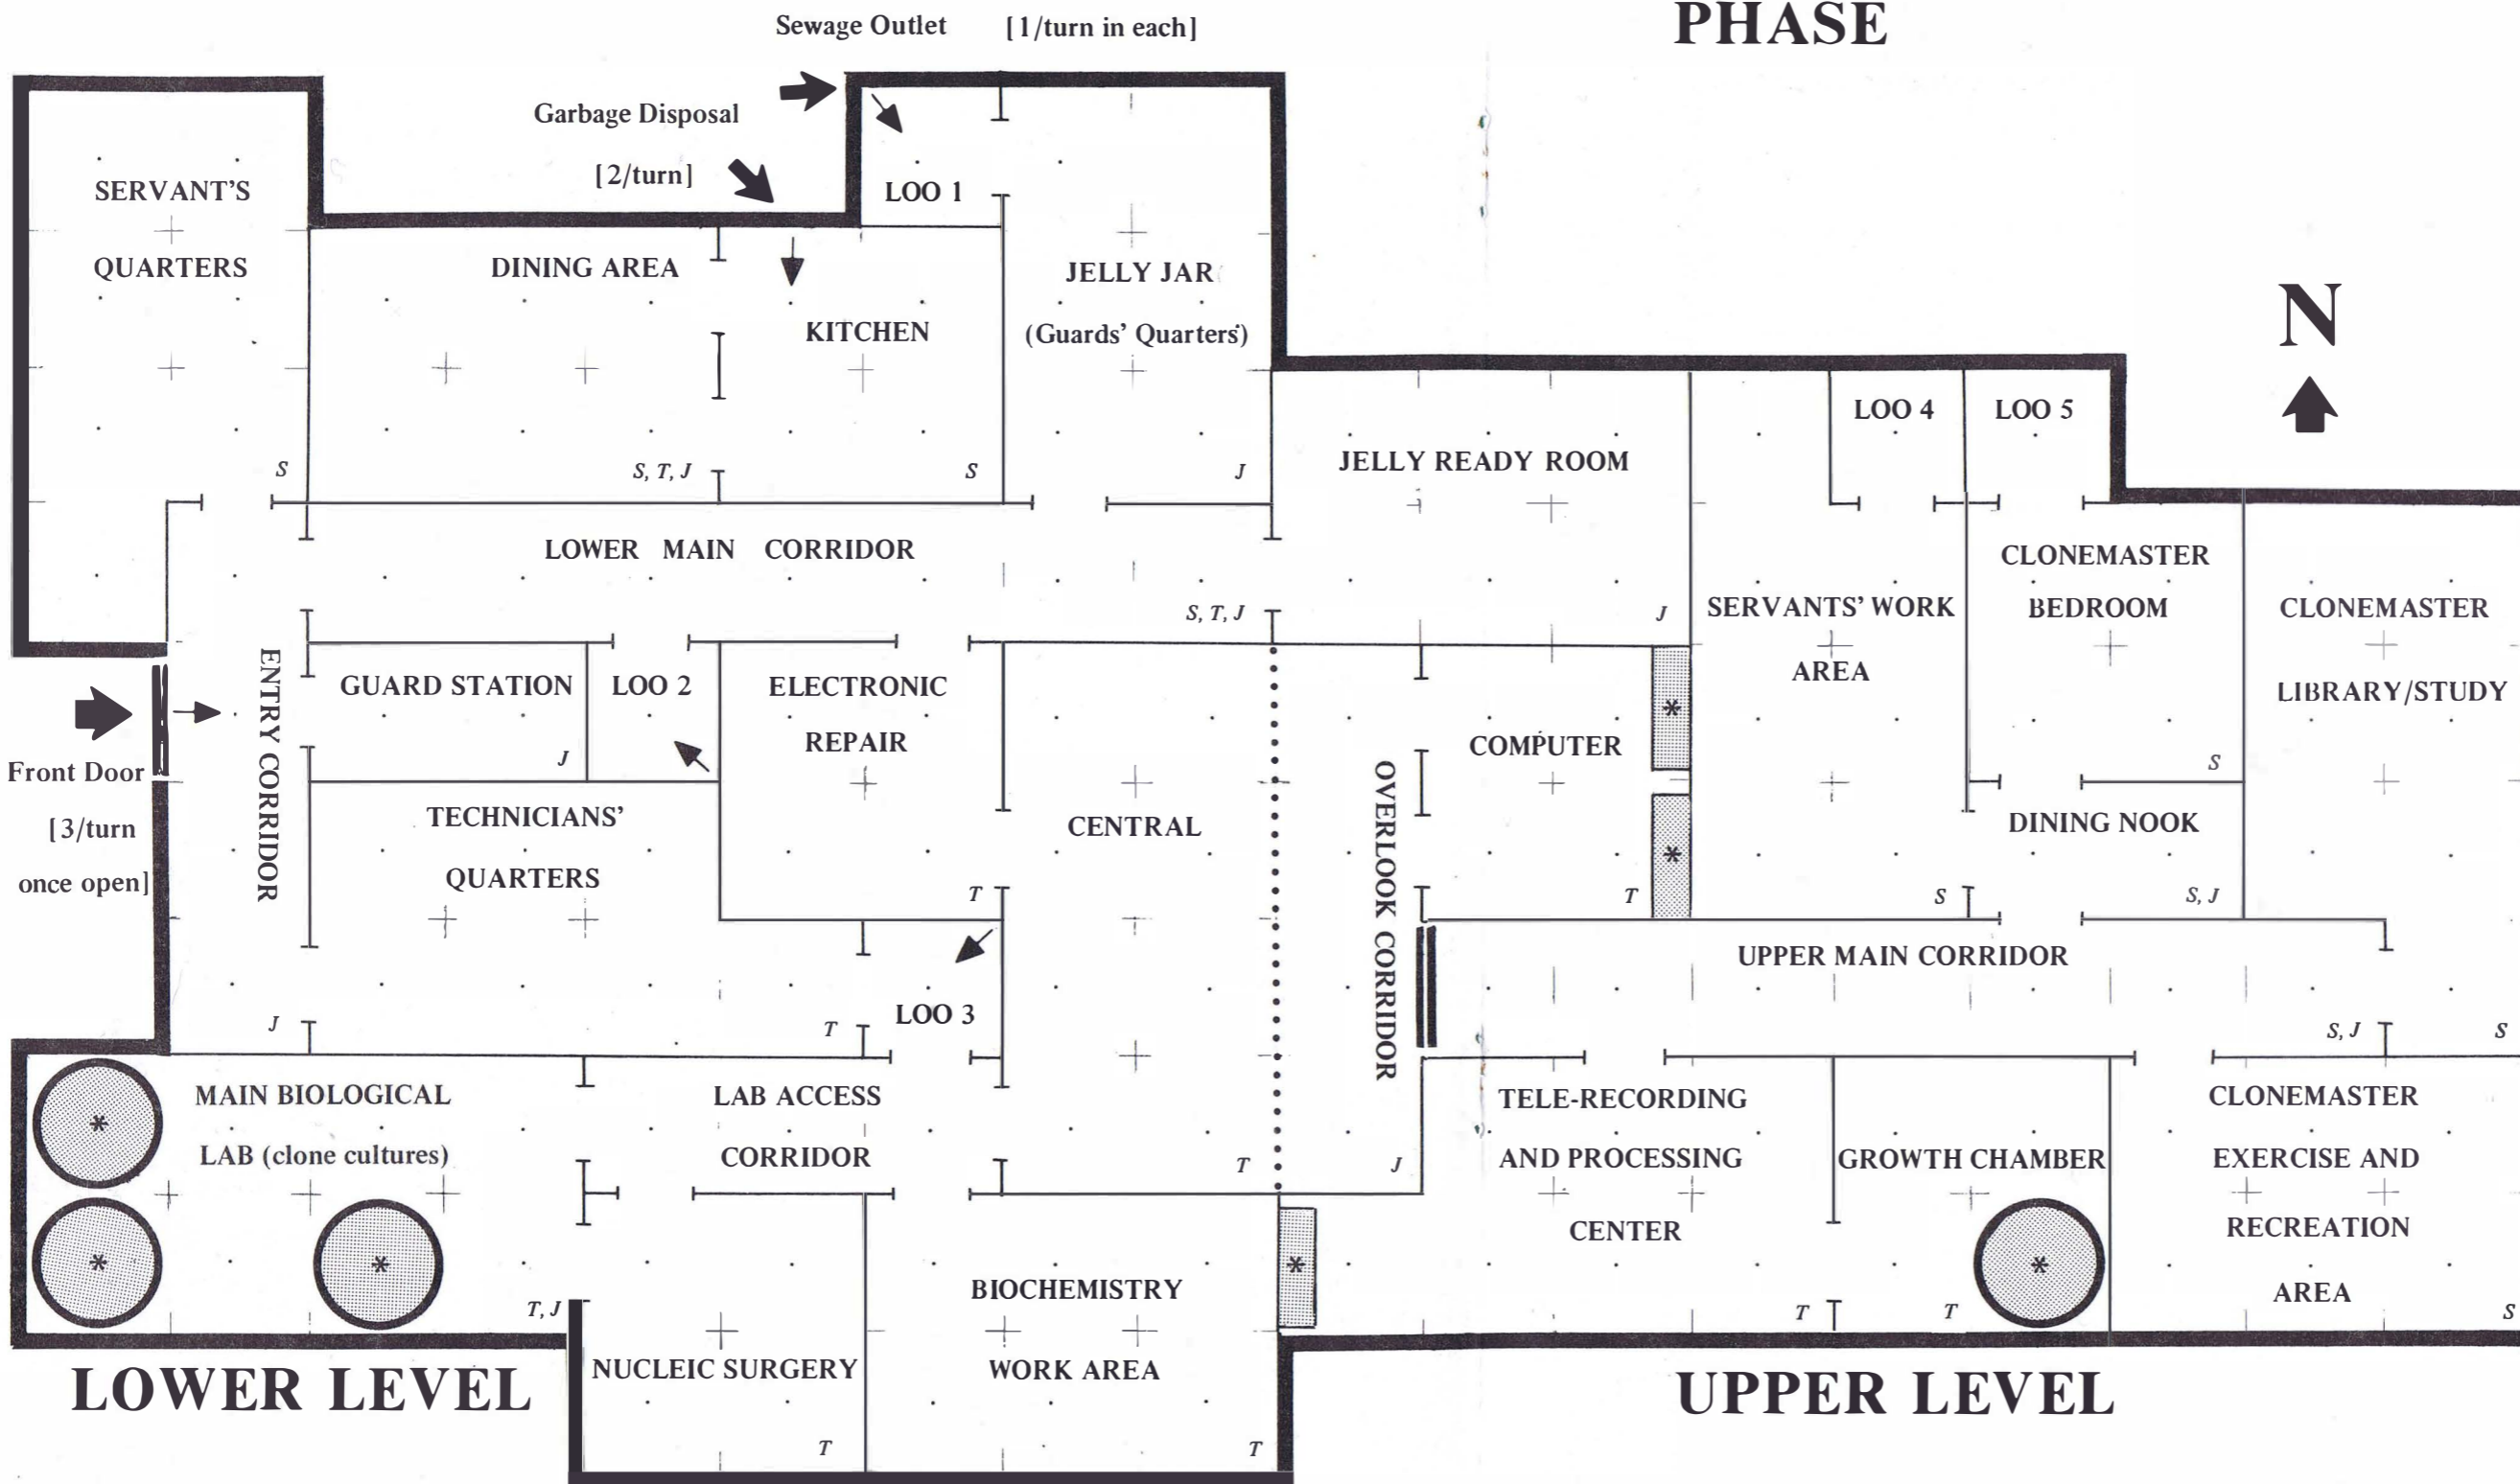 PHASE
Sewage Outlet [1/turn in each]
Garbage Disposal
[2/turn]
SERVANT'S
QUARTERS
S
DINING AREA
S, T, J
KITCHEN
S
LOO 1
JELLY JAR
(Guards' Quarters)
J
N
JELLY READY ROOM
J
LOO 4
LOO 5
LOWER MAIN CORRIDOR
S, T, J
SERVANTS' WORK
AREA
S
CLONEMASTER
BEDROOM
S
CLONEMASTER
LIBRARY/STUDY
S
Front Door
[3/turn
once open]
ENTRY CORRIDOR
J
GUARD STATION
J
LOO 2
ELECTRONIC
REPAIR
T
TECHNICIANS'
QUARTERS
T
LOO 3
CENTRAL
T
OVERLOOK CORRIDOR
J
COMPUTER
T
*
*
DINING NOOK
S, J
UPPER MAIN CORRIDOR
S, J
MAIN BIOLOGICAL
LAB (clone cultures)
T, J
*
*
*
LAB ACCESS
CORRIDOR
NUCLEIC SURGERY
T
BIOCHEMISTRY
WORK AREA
T
*
TELE-RECORDING
AND PROCESSING
CENTER
T
GROWTH CHAMBER
T
*
CLONEMASTER
EXERCISE AND
RECREATION
AREA
S
LOWER LEVEL
UPPER LEVEL